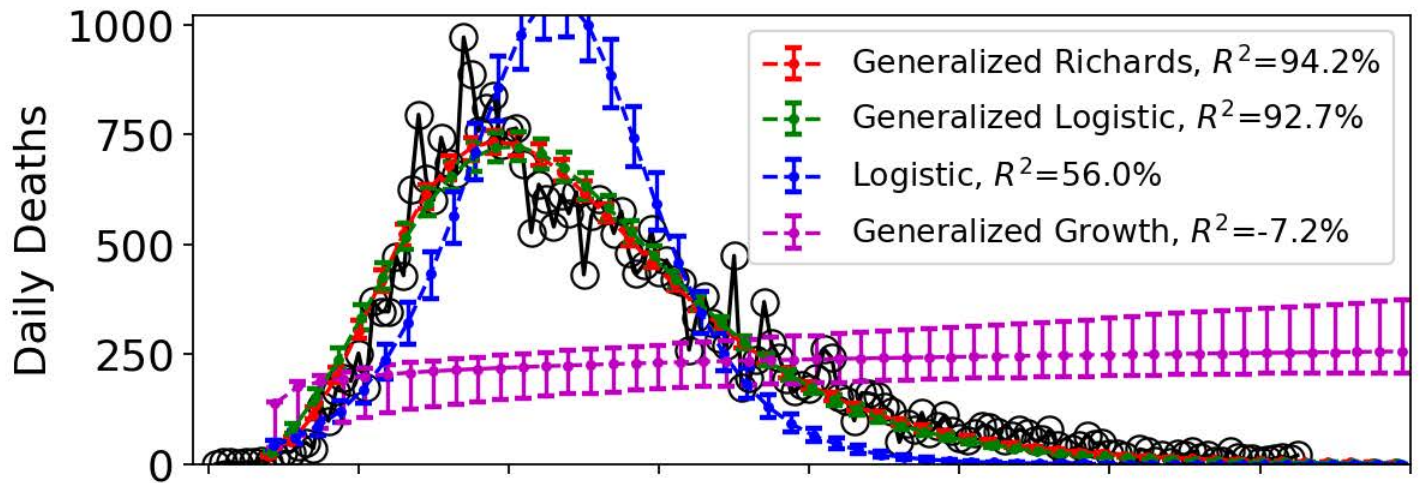 Daily Deaths
1000
750
500
250
0
Generalized Richards, R²=94.2%
Generalized Logistic, R²=92.7%
Logistic, R²=56.0%
Generalized Growth, R²=-7.2%